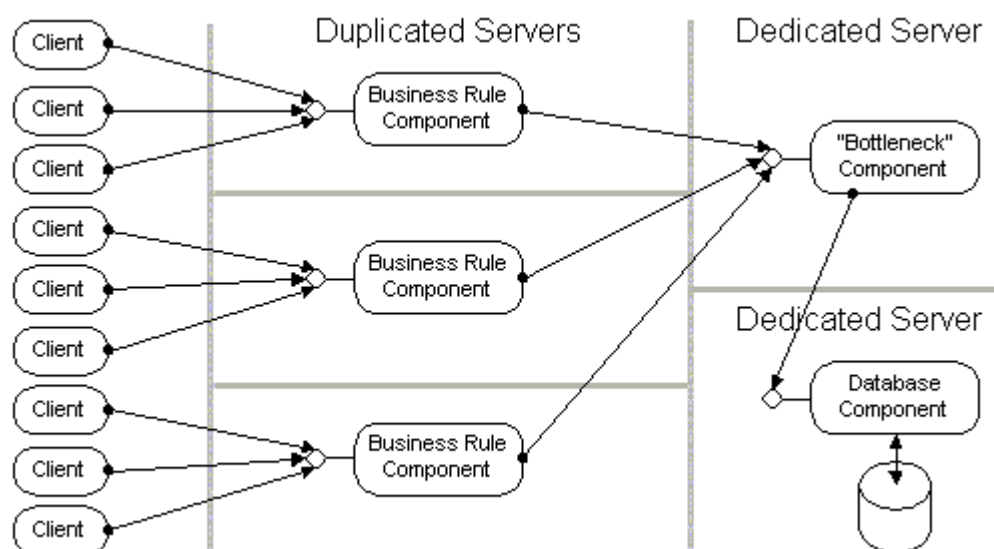 Duplicated Servers
Dedicated Server
Client
Client
Client
Business Rule
Component
"Bottleneck"
Component
Client
Client
Client
Business Rule
Component
Dedicated Server
Client
Client
Client
Business Rule
Component
Database
Component